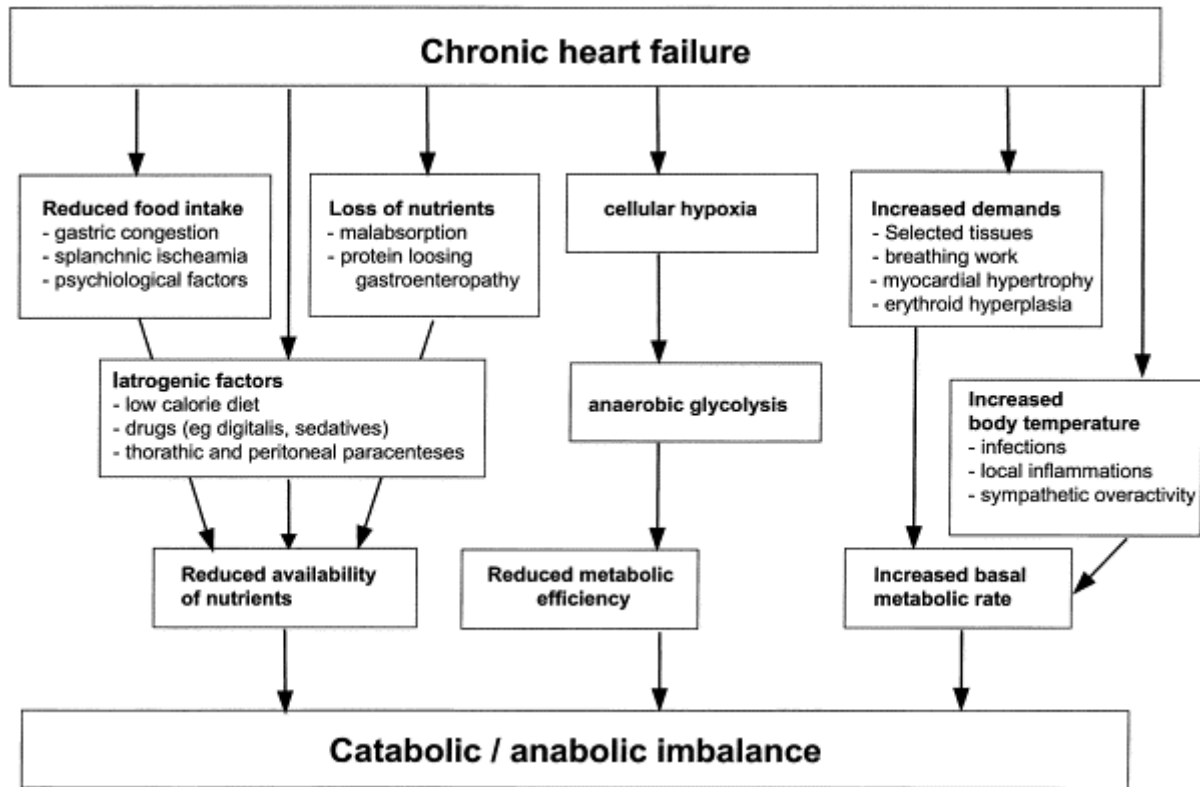 Chronic heart failure
Reduced food intake
- gastric congestion
- splanchnic ischeamia
- psychiological factors
Loss of nutrients
- malabsorption
- protein loosing
gastroenteropathy
cellular hypoxia
Increased demands
- Selected tissues
- breathing work
- myocardial hypertrophy
- erythroid hyperplasia
Iatrogenic factors
- low calorie diet
- drugs (eg digitalis, sedatives)
- thorathic and peritoneal paracenteses
anaerobic glycolysis
Increased
body temperature
- infections
- local inflammations
- sympathetic overactivity
Reduced availability
of nutrients
Reduced metabolic
efficiency
Increased basal
metabolic rate
Catabolic / anabolic imbalance